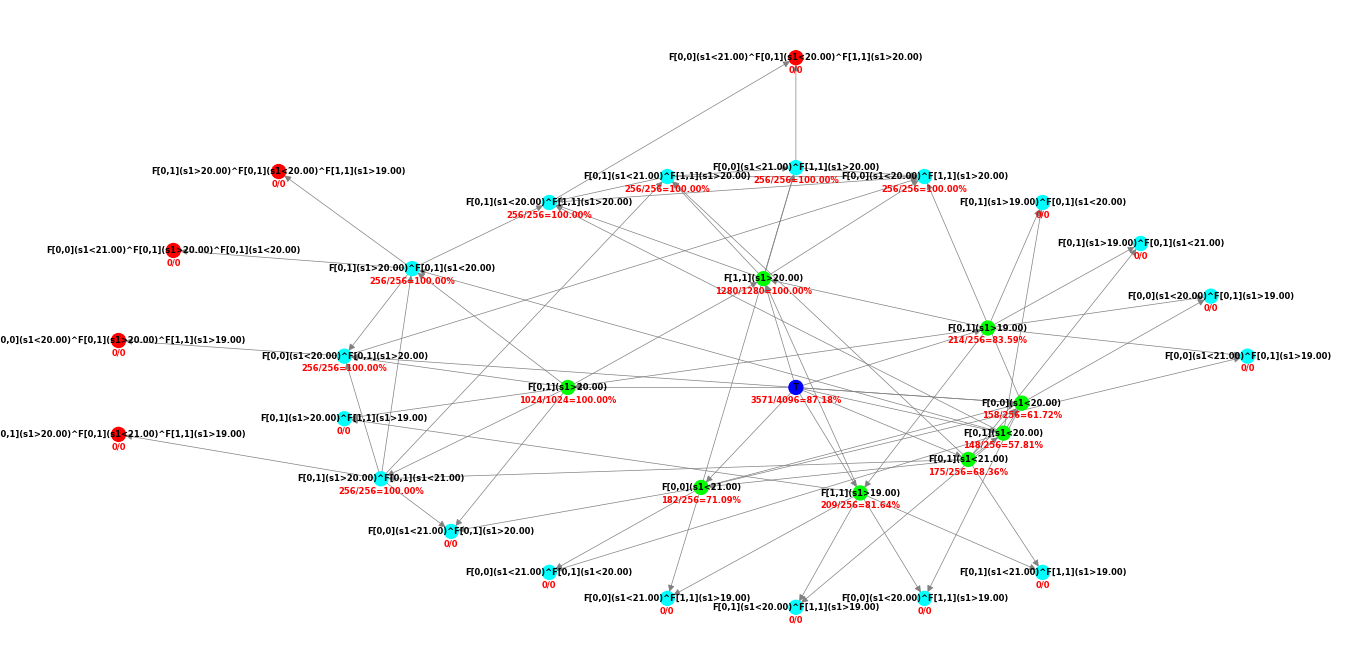 F[0,0](s1<21.00)^F[0,1](s1<20.00)^F[1,1](s1>20.00)
0/0
F[0,1](s1>20.00)^F[0,1](s1<20.00)^F[1,1](s1>19.00)
0/0
F[0,0](s1<21.00)^F[1,1](s1>20.00)
256/256=100.00%
F[0,1](s1<21.00)^F[1,1](s1>20.00)
256/256=100.00%
F[0,0](s1<20.00)^F[1,1](s1>20.00)
256/256=100.00%
F[0,1](s1<20.00)^F[1,1](s1>20.00)
256/256=100.00%
F[0,1](s1>19.00)^F[0,1](s1<20.00)
0/0
F[0,1](s1>19.00)^F[0,1](s1<21.00)
0/0
F[0,0](s1<21.00)^F[0,1](s1>20.00)^F[0,1](s1<20.00)
0/0
F[0,1](s1>20.00)^F[0,1](s1<20.00)
256/256=100.00%
F[1,1](s1>20.00)
1280/1280=100.00%
F[0,0](s1<20.00)^F[0,1](s1>19.00)
0/0
F[0,1](s1>19.00)
214/256=83.59%
0,0](s1<20.00)^F[0,1](s1>20.00)^F[1,1](s1>19.00)
0/0
F[0,0](s1<20.00)^F[0,1](s1>20.00)
256/256=100.00%
F[0,0](s1<21.00)^F[0,1](s1>19.00)
0/0
F[0,1](s1>20.00)
1024/1024=100.00%
3571/4096=87.18%
F[0,0](s1<20.00)
158/256=61.72%
F[0,1](s1>20.00)^F[1,1](s1>19.00)
0/0
0,1](s1>20.00)^F[0,1](s1<21.00)^F[1,1](s1>19.00)
0/0
F[0,1](s1<20.00)
148/256=57.81%
F[0,1](s1<21.00)
175/256=68.36%
F[0,1](s1>20.00)^F[0,1](s1<21.00)
256/256=100.00%
F[0,0](s1<21.00)
182/256=71.09%
F[1,1](s1>19.00)
209/256=81.64%
F[0,0](s1<21.00)^F[0,1](s1>20.00)
0/0
F[0,0](s1<21.00)^F[0,1](s1<20.00)
0/0
F[0,1](s1<21.00)^F[1,1](s1>19.00)
0/0
F[0,0](s1<21.00)^F[1,1](s1>19.00)
0/0
F[0,1](s1<20.00)^F[1,1](s1>19.00)
0/0
F[0,0](s1<20.00)^F[1,1](s1>19.00)
0/0